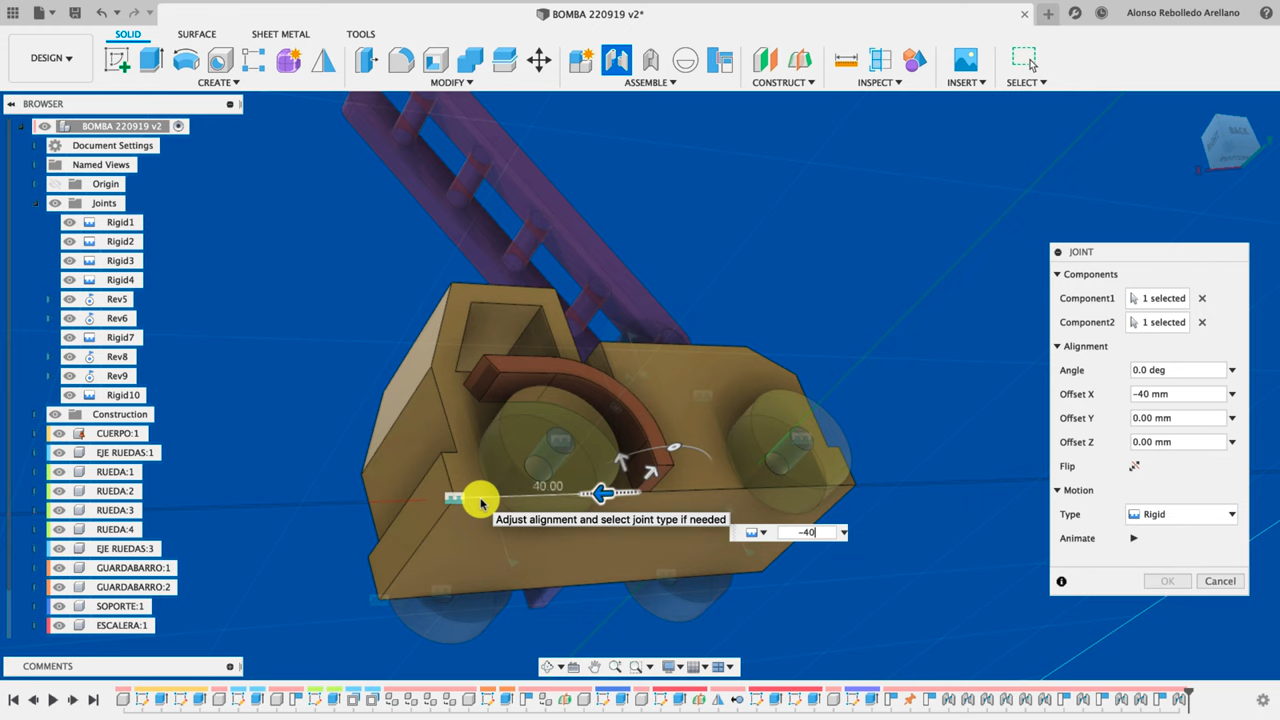 BOMBA 220919 v2*
Alonso Rebolledo Arellano
SOLID
SURFACE
SHEET METAL
TOOLS
DESIGN
CREATE
MODIFY
ASSEMBLE
CONSTRUCT
INSPECT
INSERT
SELECT
BROWSER
BOMBA 220919 v2
Document Settings
Named Views
Origin
Joints
Rigid1
Rigid2
Rigid3
Rigid4
Rev5
Rev6
Rigid7
Rev8
Rev9
Rigid10
Construction
CUERPO:1
EJE RUEDAS:1
RUEDA:1
RUEDA:2
RUEDA:3
RUEDA:4
EJE RUEDAS:3
GUARDABARRO:1
GUARDABARRO:2
SOPORTE:1
ESCALERA:1
BACK
40.00
Adjust alignment and select joint type if needed
-40
JOINT
Components
Component1 1 selected
Component2 1 selected
Alignment
Angle 0.0 deg
Offset X -40 mm
Offset Y 0.00 mm
Offset Z 0.00 mm
Flip
Motion
Type Rigid
Animate
OK Cancel
COMMENTS